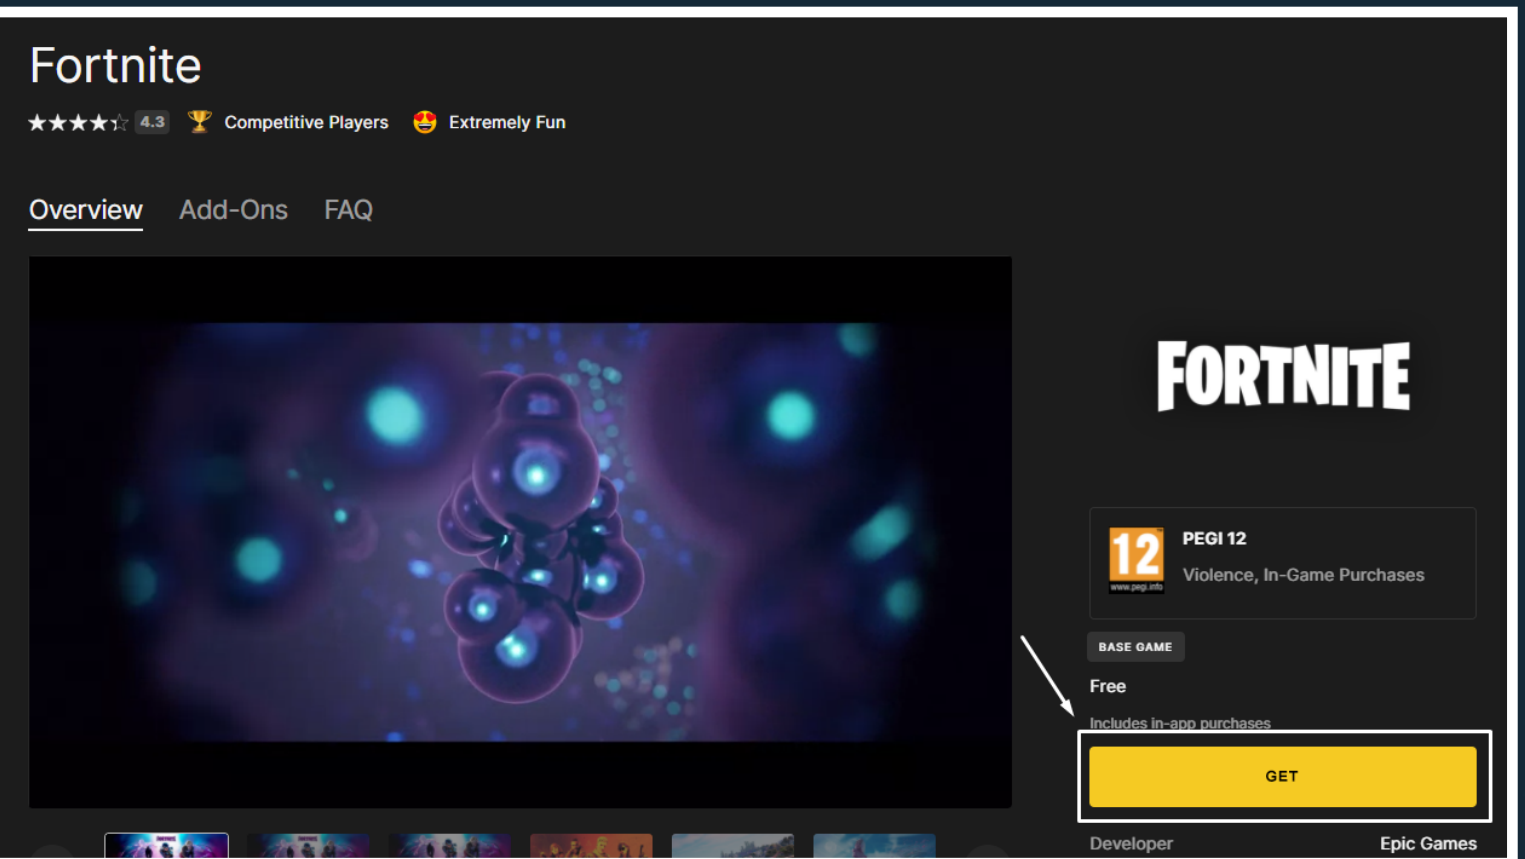 Fortnite
4.3 Competitive Players Extremely Fun
Overview Add-Ons FAQ
FORTNITE
12
www.pegi.info
PEGI 12
Violence, In-Game Purchases
BASE GAME
Free
Includes in-app purchases
GET
Developer Epic Games